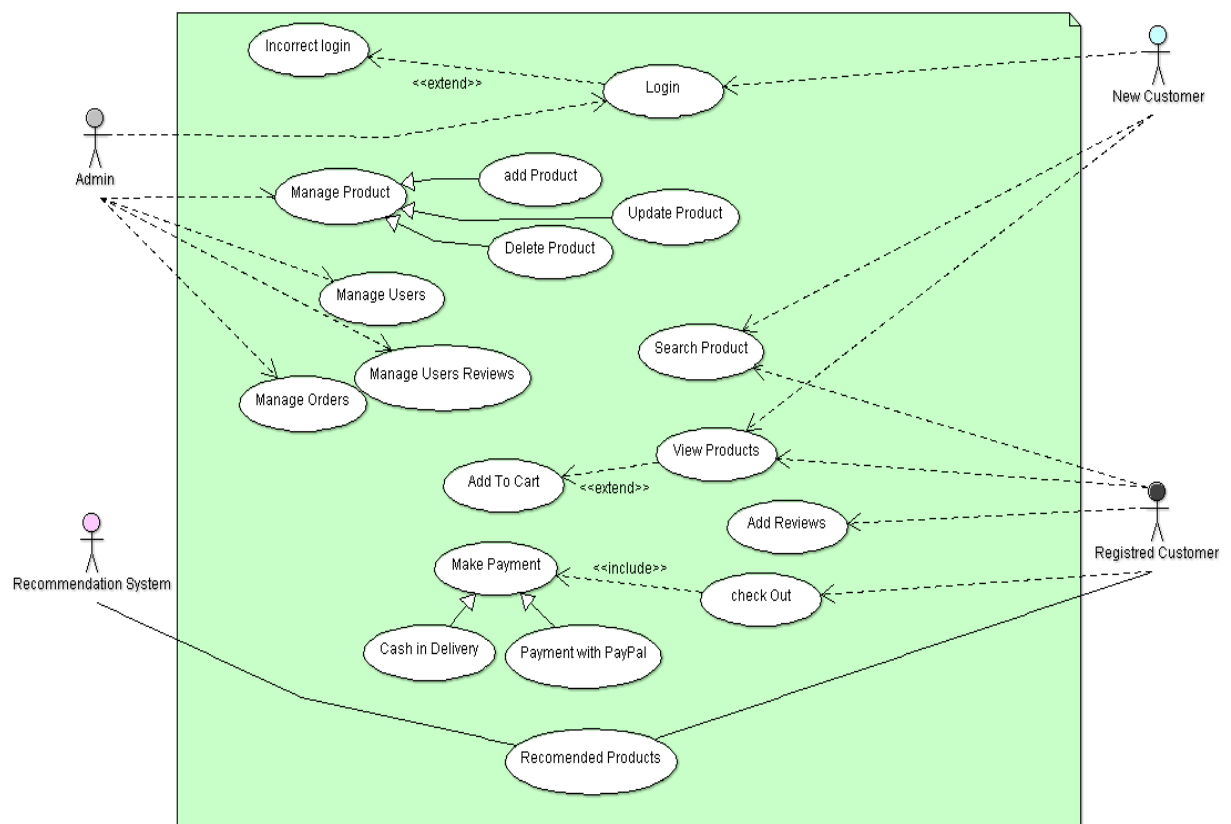 Incorrect login
<<extend>>
Login
New Customer
Admin
Manage Product
add Product
Update Product
Delete Product
Manage Users
Search Product
Manage Users Reviews
Manage Orders
View Products
Add To Cart
<<extend>>
Add Reviews
Registred Customer
Recommendation System
Make Payment
<<include>>
check Out
Cash in Delivery
Payment with PayPal
Recomended Products